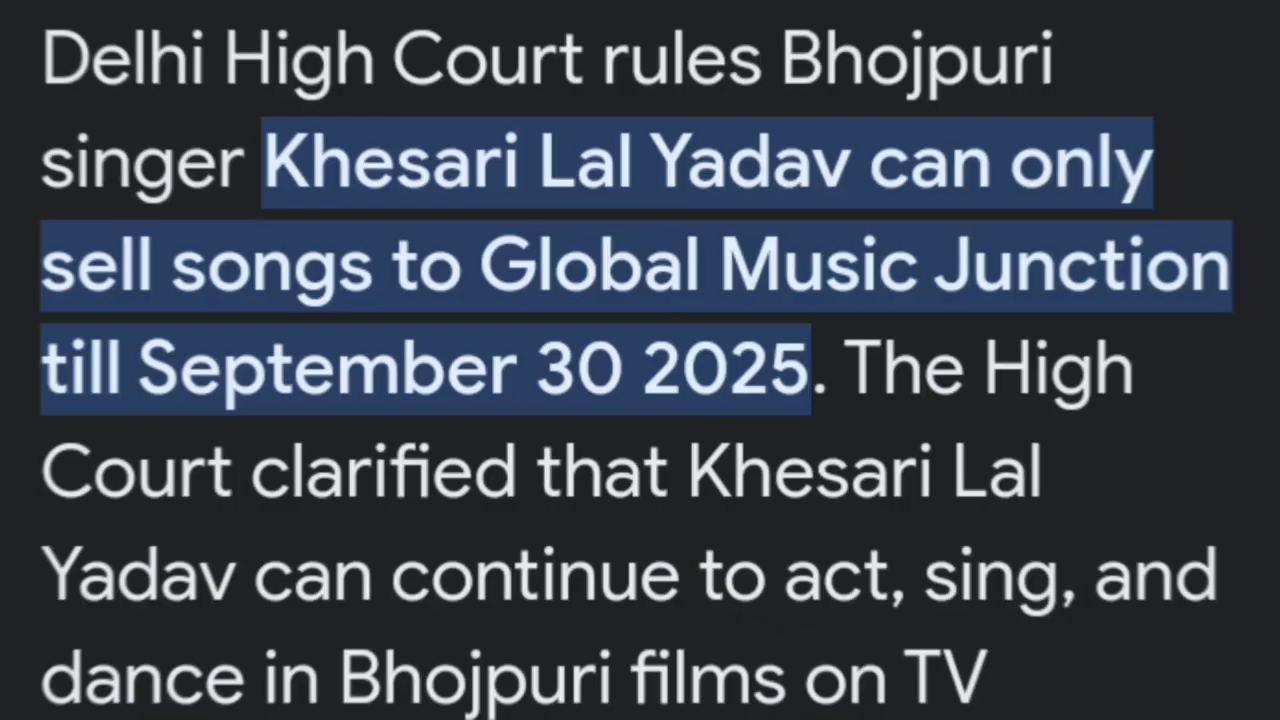 Delhi High Court rules Bhojpuri
singer Khesari Lal Yadav can only
sell songs to Global Music Junction
till September 30 2025. The High
Court clarified that Khesari Lal
Yadav can continue to act, sing, and
dance in Bhojpuri films on TV